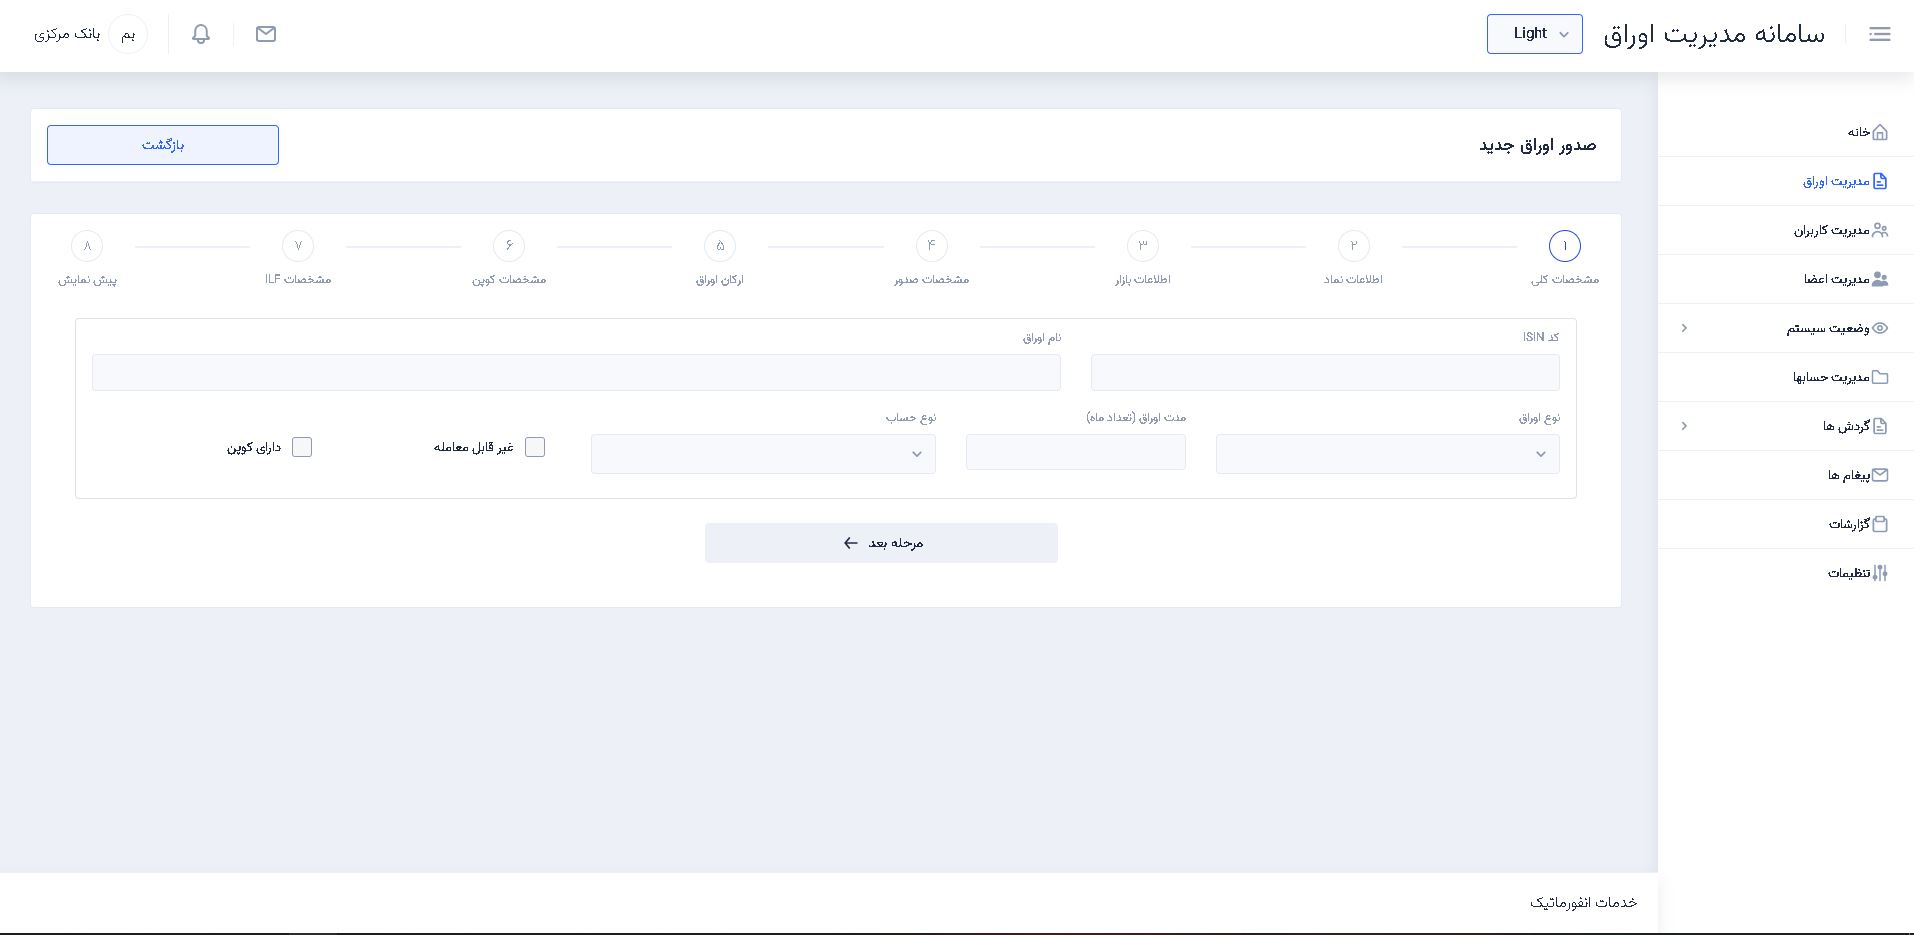 سامانه مدیریت اوراق
Light
بم
بانک مرکزی
خانه
مدیریت اوراق
مدیریت کاربران
مدیریت اعضا
وضعیت سیستم
مدیریت حسابها
گردش ها
پیغام ها
گزارشات
تنظیمات
صدور اوراق جدید
بازگشت
۱
مشخصات کلی
۲
اطلاعات نماد
۳
اطلاعات بازار
۴
مشخصات صدور
۵
ارکان اوراق
۶
مشخصات کوپن
۷
مشخصات ILF
۸
پیش نمایش
کد ISIN
نام اوراق
نوع اوراق
مدت اوراق (تعداد ماه)
نوع حساب
غیر قابل معامله
دارای کوپن
مرحله بعد
خدمات انفورماتیک